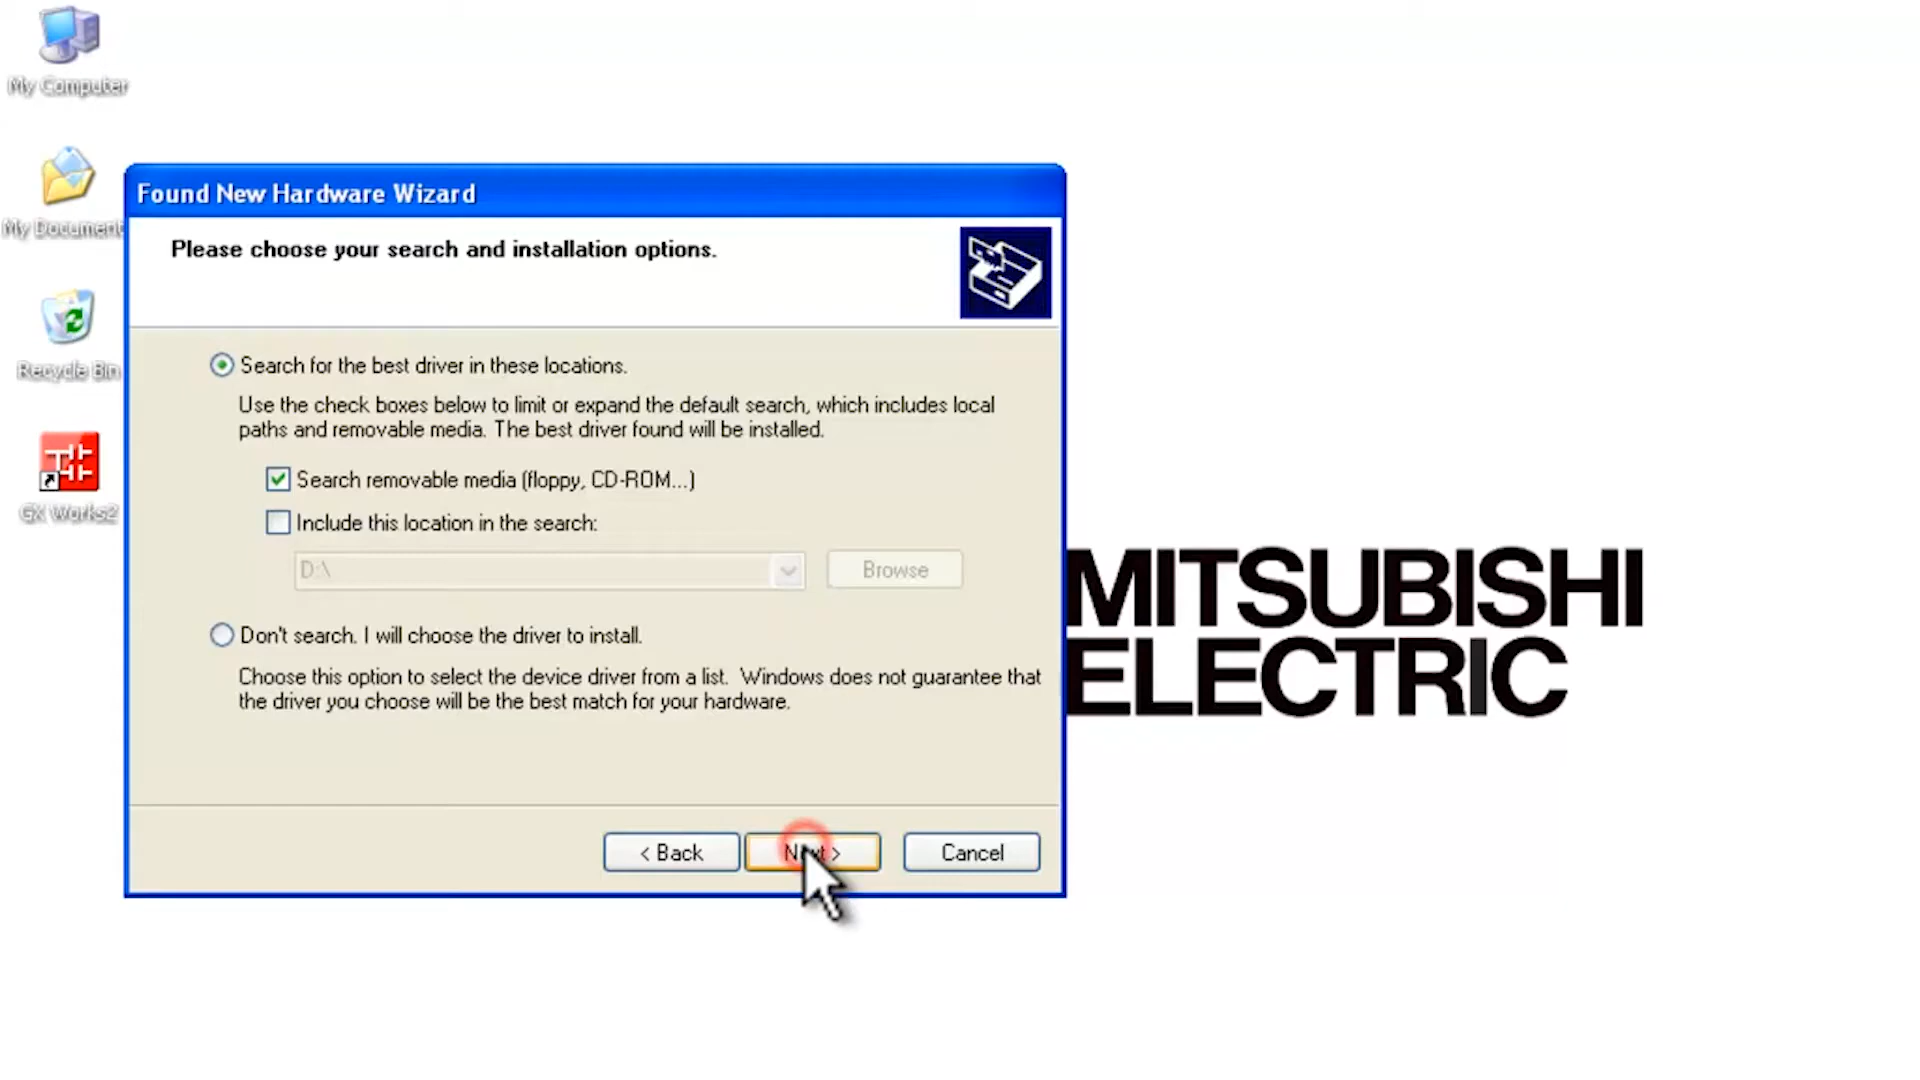 My Computer
My Document
Recycle Bin
GX Works2
Found New Hardware Wizard
Please choose your search and installation options.
Search for the best driver in these locations.
Use the check boxes below to limit or expand the default search, which includes local
paths and removable media. The best driver found will be installed.
Search removable media (floppy, CD-ROM...)
Include this location in the search:
D:\
Browse
Don't search. I will choose the driver to install.
Choose this option to select the device driver from a list. Windows does not guarantee that
the driver you choose will be the best match for your hardware.
< Back
Next >
Cancel
MITSUBISHI
ELECTRIC